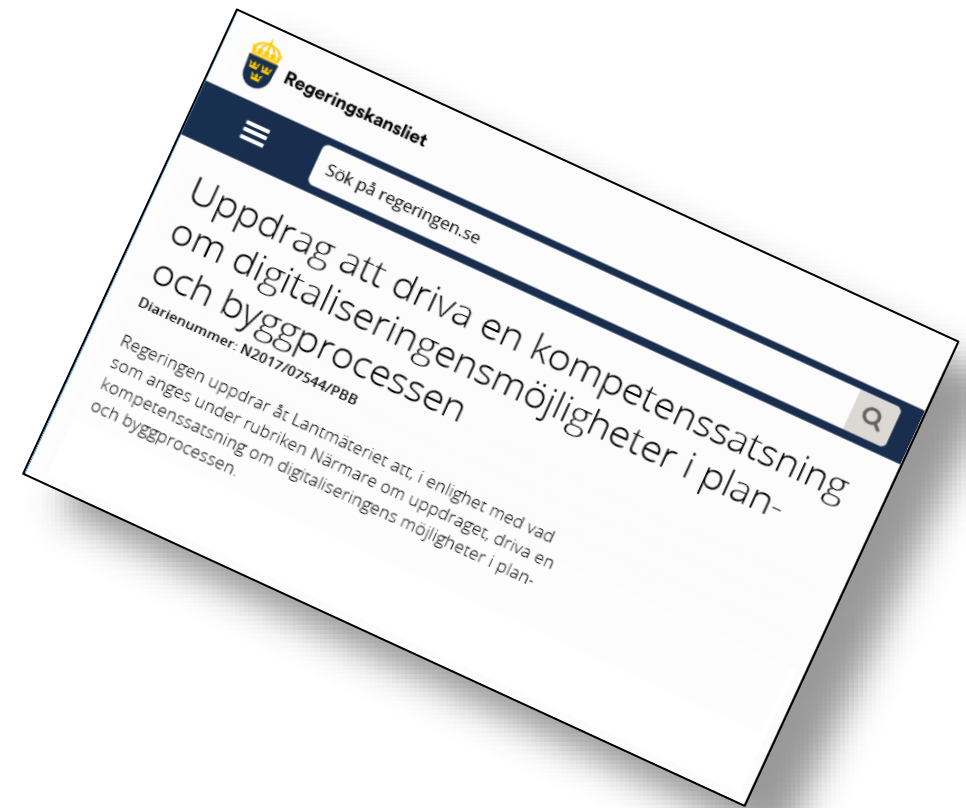 Regeringskansliet
Sök på regeringen.se
Uppdrag att driva en kompetenssatsning
om digitaliseringensmöjligheter i plan-
och byggprocessen
Diarienummer: N2017/07544/PBB
Regeringen uppdrar åt Lantmäteriet att, i enlighet med vad
som anges under rubriken Närmare om uppdraget, driva en
kompetenssatsning om digitaliseringens möjligheter i plan-
och byggprocessen.